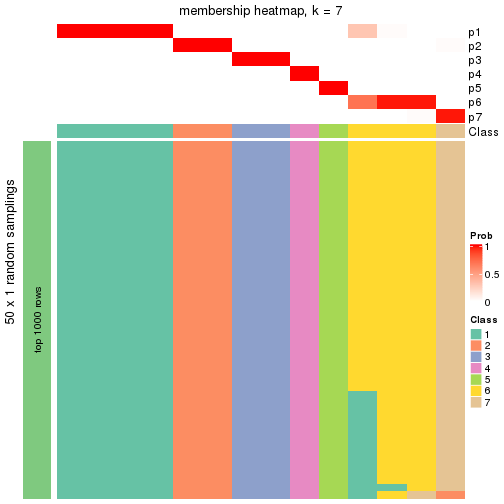 membership heatmap, k = 7
p1
p2
p3
p4
p5
p6
p7
Class
50 x 1 random samplings
top 1000 rows
Prob
1
0.5
0
Class
1
2
3
4
5
6
7